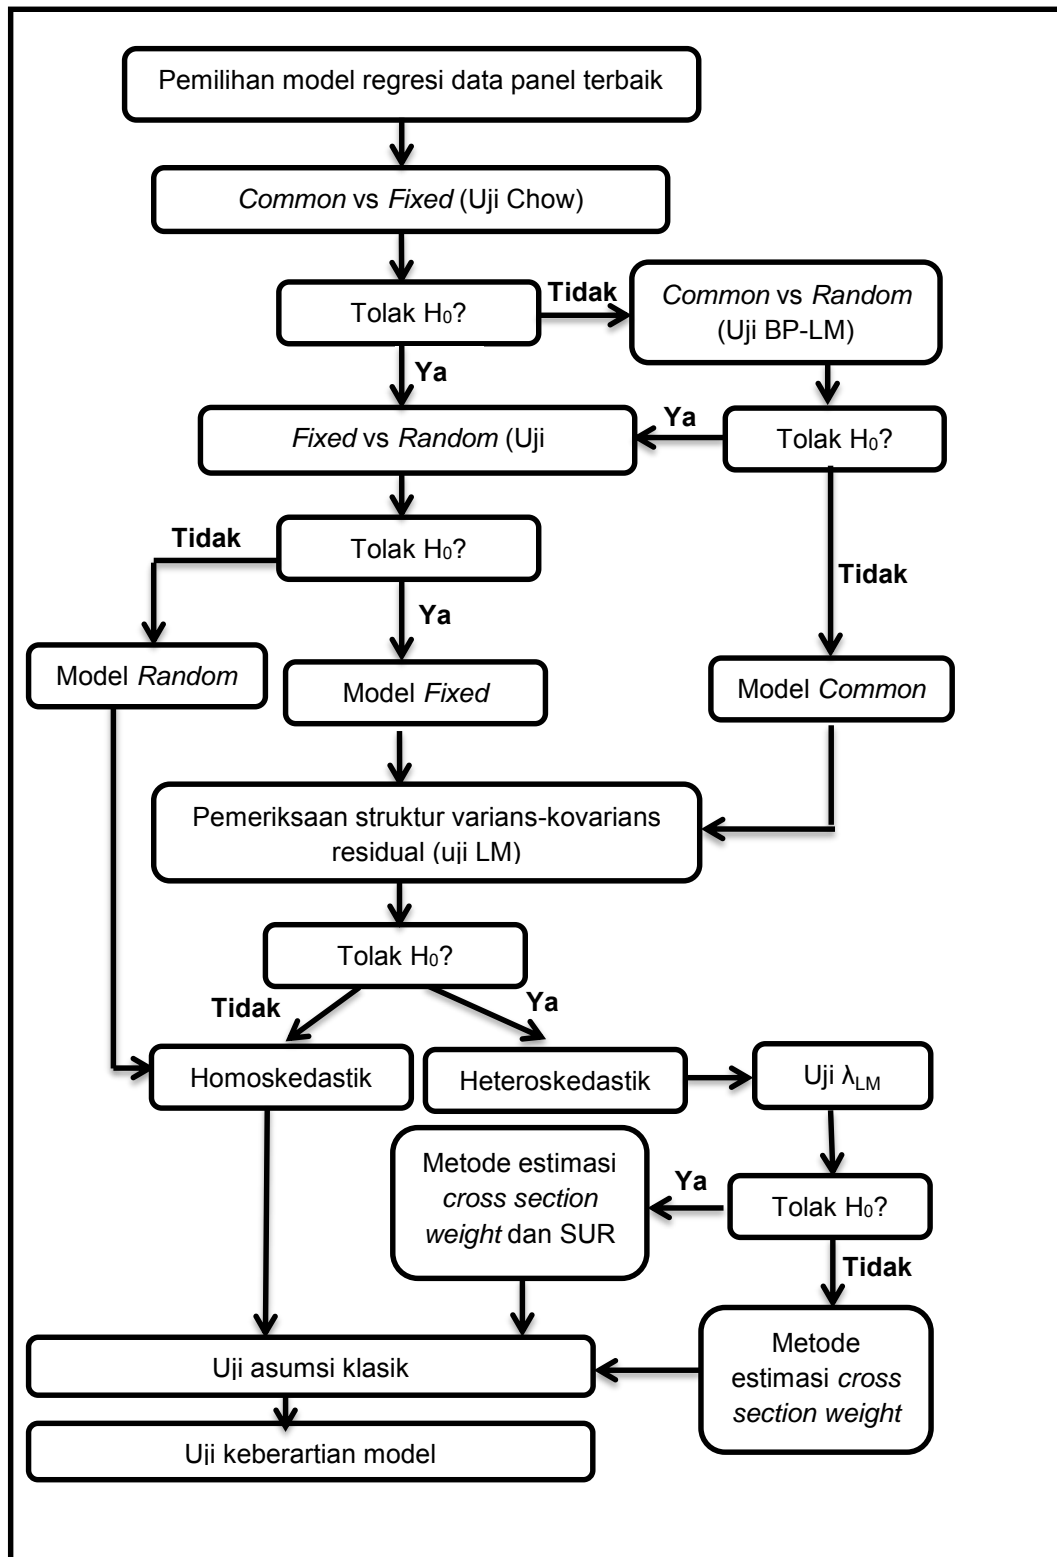 Pemilihan model regresi data panel terbaik
Common vs Fixed (Uji Chow)
Tolak H₀?
Tidak
Common vs Random
(Uji BP-LM)
Ya
Fixed vs Random (Uji
Ya
Tolak H₀?
Tidak
Tolak H₀?
Tidak
Ya
Model Random
Model Fixed
Model Common
Pemeriksaan struktur varians-kovarians
residual (uji LM)
Tolak H₀?
Tidak
Ya
Homoskedastik
Heteroskedastik
Uji λLM
Metode estimasi
cross section
weight dan SUR
Ya
Tolak H₀?
Tidak
Metode
estimasi cross
section weight
Uji asumsi klasik
Uji keberartian model